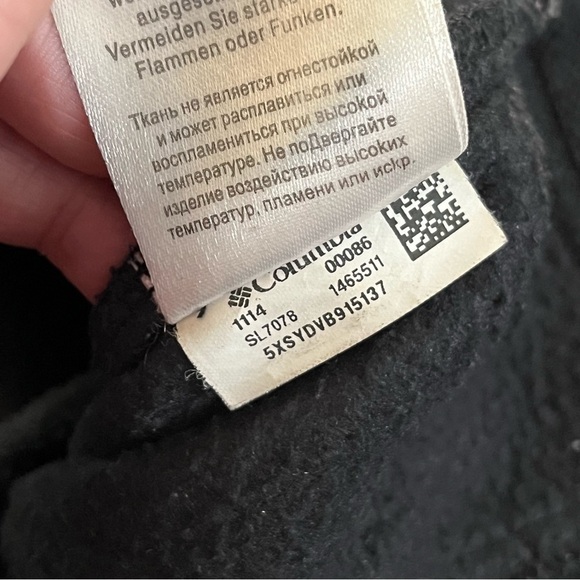 ausgese
Vermeiden Sie starke
Flammen oder Funken.
Ткань не является огнестойкой
и может расплавиться или
воспламениться при высокой
температуре. Не подвергайте
изделие воздействию высоких
температур, пламени или искр.
Columbia
1114 00086
SL7078 1465511
5XSYDVB915137